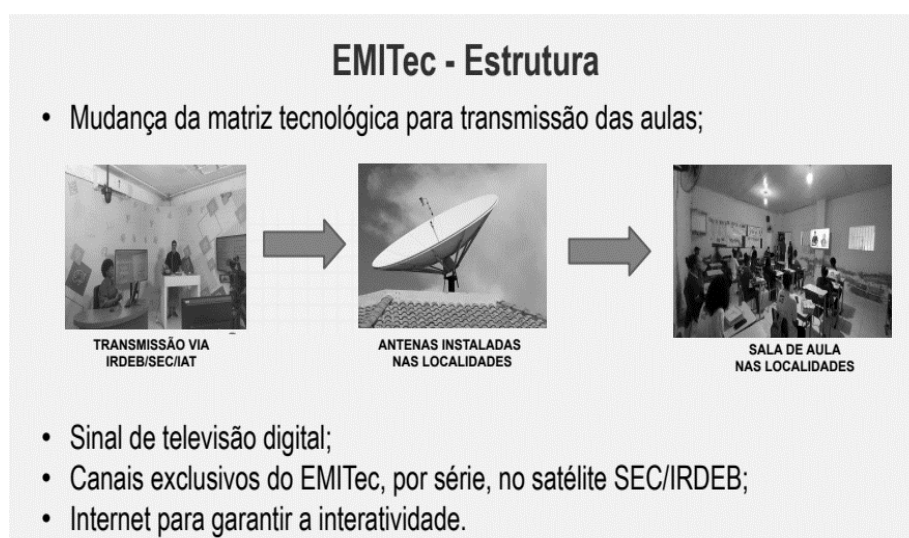 EMITec - Estrutura
• Mudança da matriz tecnológica para transmissão das aulas;
TRANSMISSÃO VIA
IRDEB/SEC/IAT
ANTENAS INSTALADAS
NAS LOCALIDADES
SALA DE AULA
NAS LOCALIDADES
• Sinal de televisão digital;
• Canais exclusivos do EMITec, por série, no satélite SEC/IRDEB;
• Internet para garantir a interatividade.